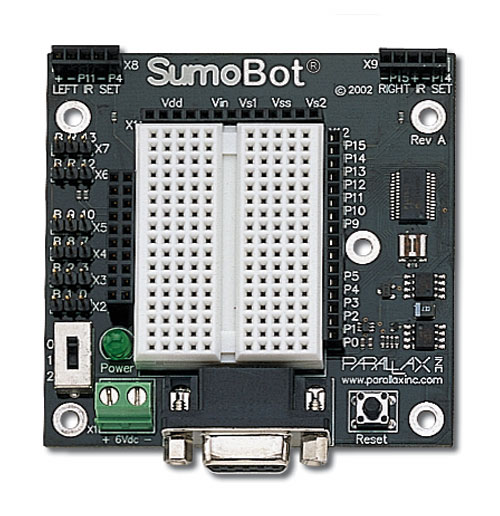 X8
X9
+ - P11 - P4
LEFT IR SET
SumoBot®
© 2002
- P15 + - P14
RIGHT IR SET
Vdd Vin Vs1 Vss Vs2
Rev A
X7
X6
X5
X4
X3
X2
P15
P14
P13
P12
P11
P10
P9
P5
P4
P3
P2
P1
P0
0
1
2
Power
+ 6Vdc -
PARALLAX INC
www.parallaxinc.com
Reset